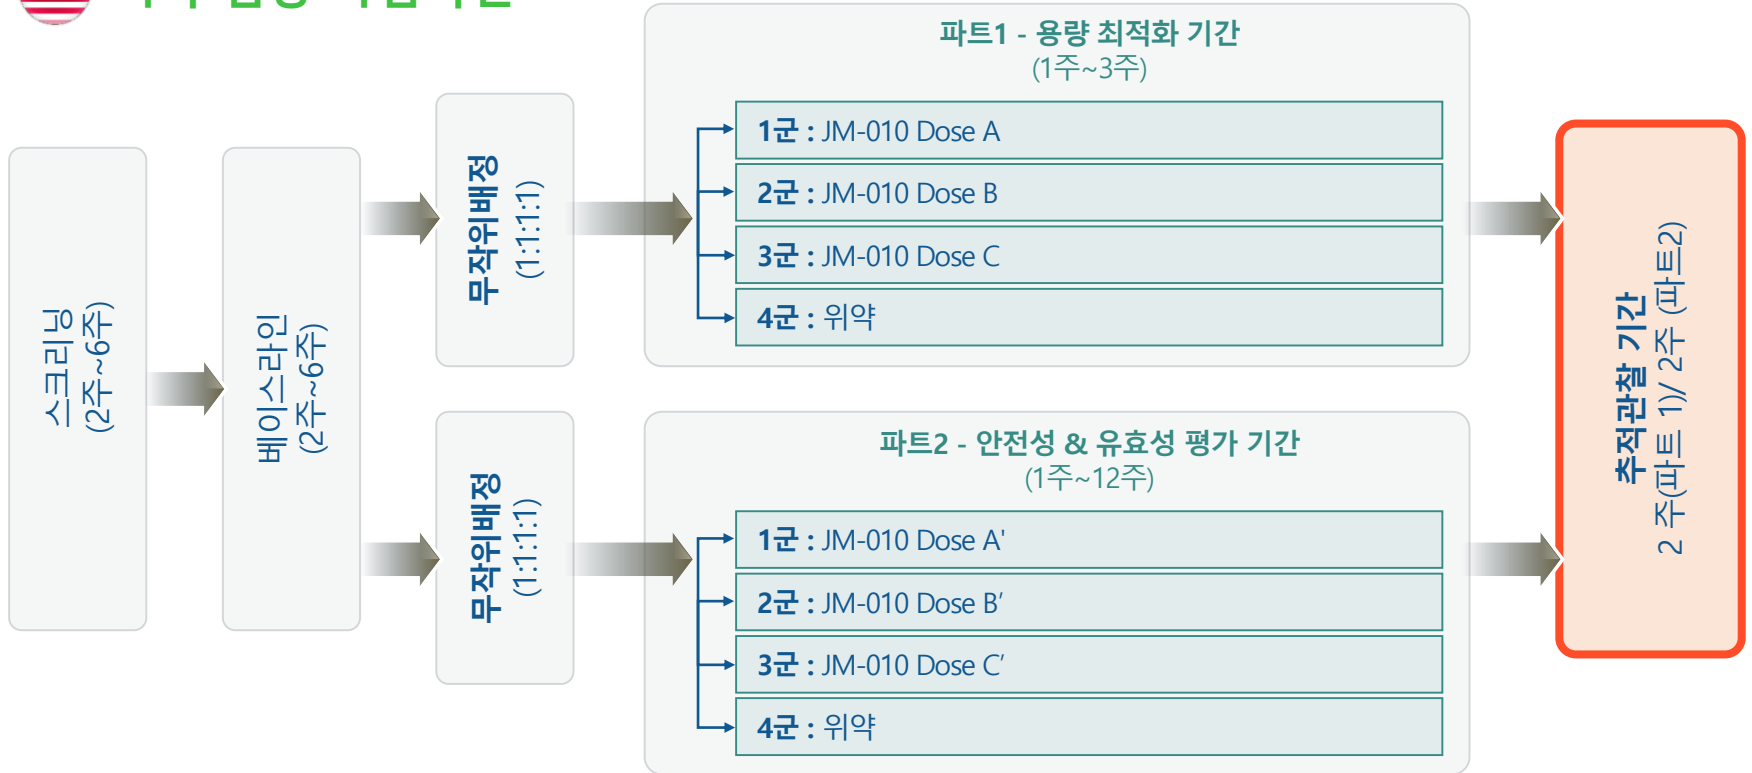 스크리닝
(2주~6주)
베이스라인
(2주~6주)
무작위배정
(1:1:1:1)
파트1 - 용량 최적화 기간
(1주~3주)
1군 : JM-010 Dose A
2군 : JM-010 Dose B
3군 : JM-010 Dose C
4군 : 위약
무작위배정
(1:1:1:1)
파트2 - 안전성 & 유효성 평가 기간
(1주~12주)
1군 : JM-010 Dose A'
2군 : JM-010 Dose B’
3군 : JM-010 Dose C’
4군 : 위약
추적관찰 기간
2 주(파트 1)/ 2주 (파트2)